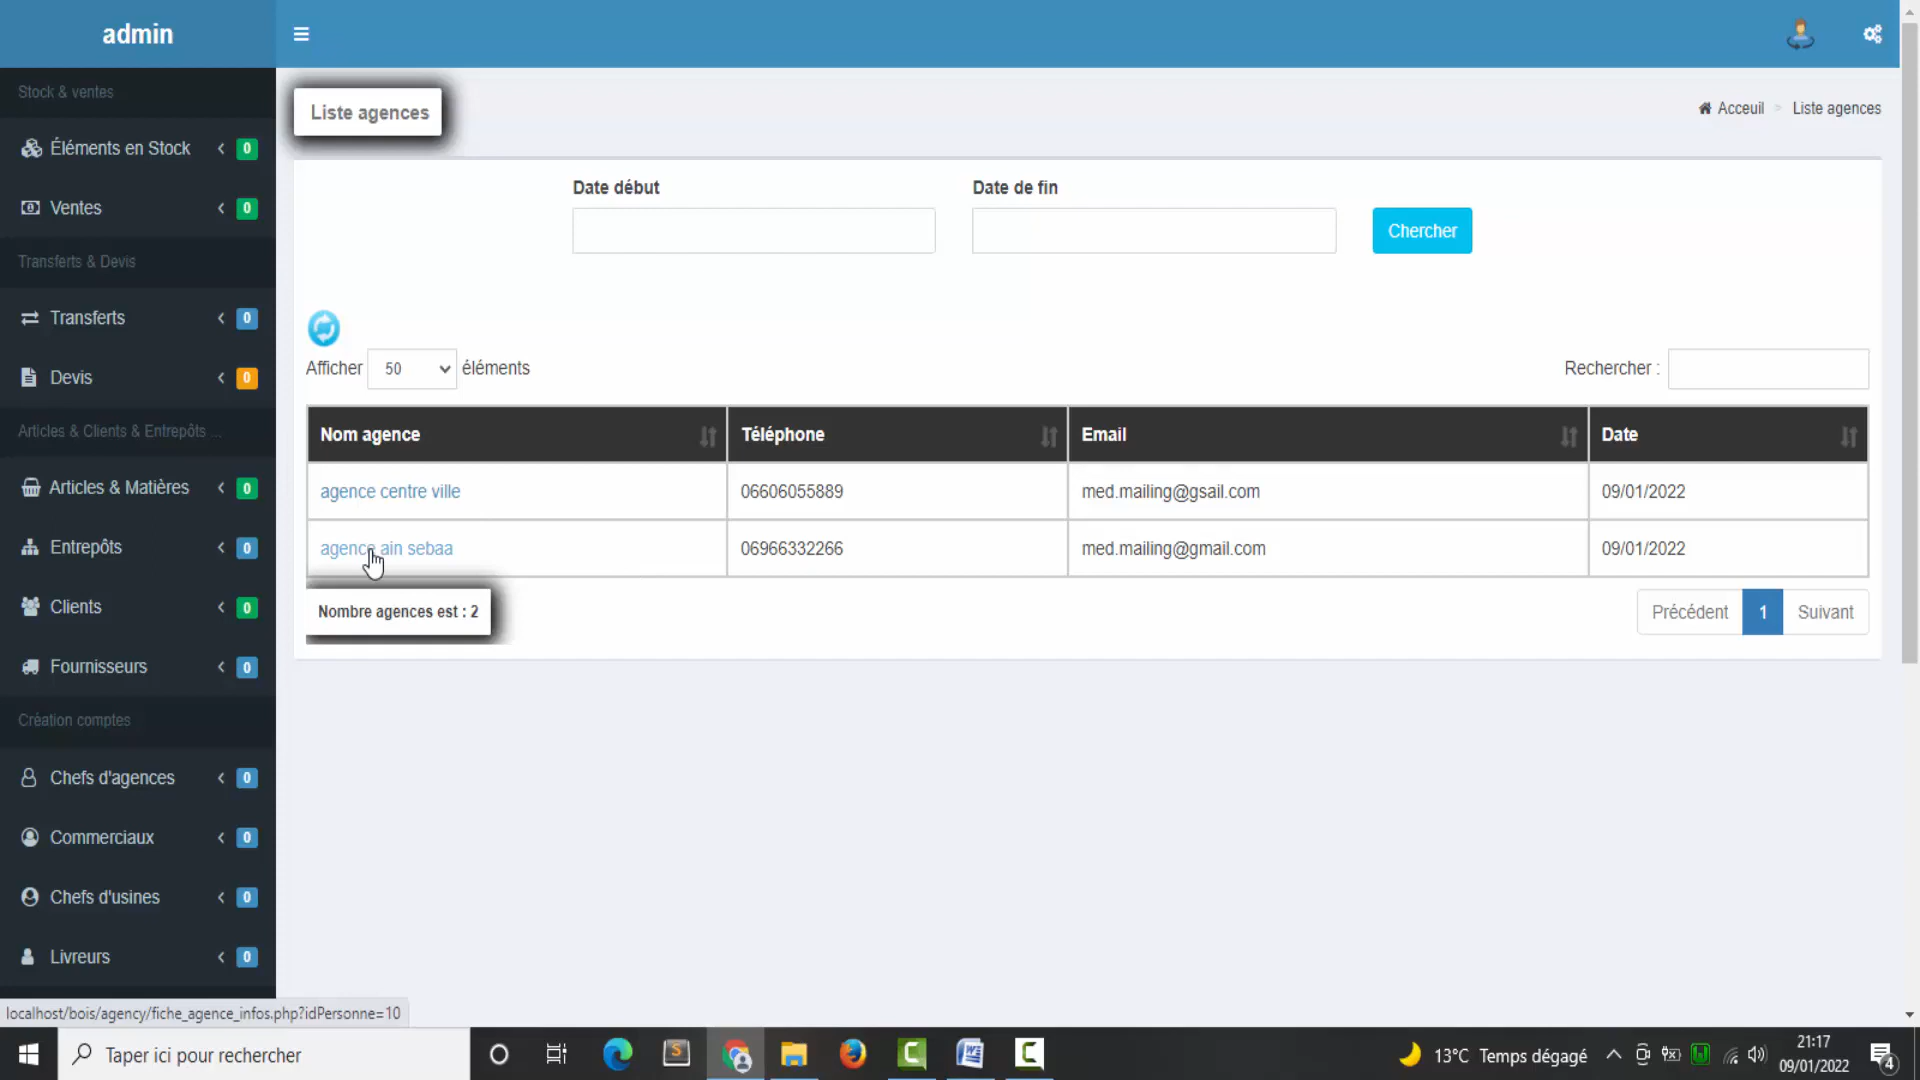 admin
Stock & ventes
Éléments en Stock 0
Ventes 0
Transferts & Devis
Transferts 0
Devis 0
Articles & Clients & Entrepôts ...
Articles & Matières 0
Entrepôts 0
Clients 0
Fournisseurs 0
Création comptes
Chefs d'agences 0
Commerciaux 0
Chefs d'usines 0
Livreurs 0
Liste agences
Acceuil > Liste agences
Date début
Date de fin
Chercher
Afficher 50 éléments
Rechercher :
Nom agence Téléphone Email Date
agence centre ville 06606055889 med.mailing@gsail.com 09/01/2022
agence ain sebaa 06966332266 med.mailing@gmail.com 09/01/2022
Nombre agences est : 2
Précédent 1 Suivant
localhost/bois/agency/fiche_agence_infos.php?idPersonne=10
Taper ici pour rechercher
13°C Temps dégagé
21:17
09/01/2022
4